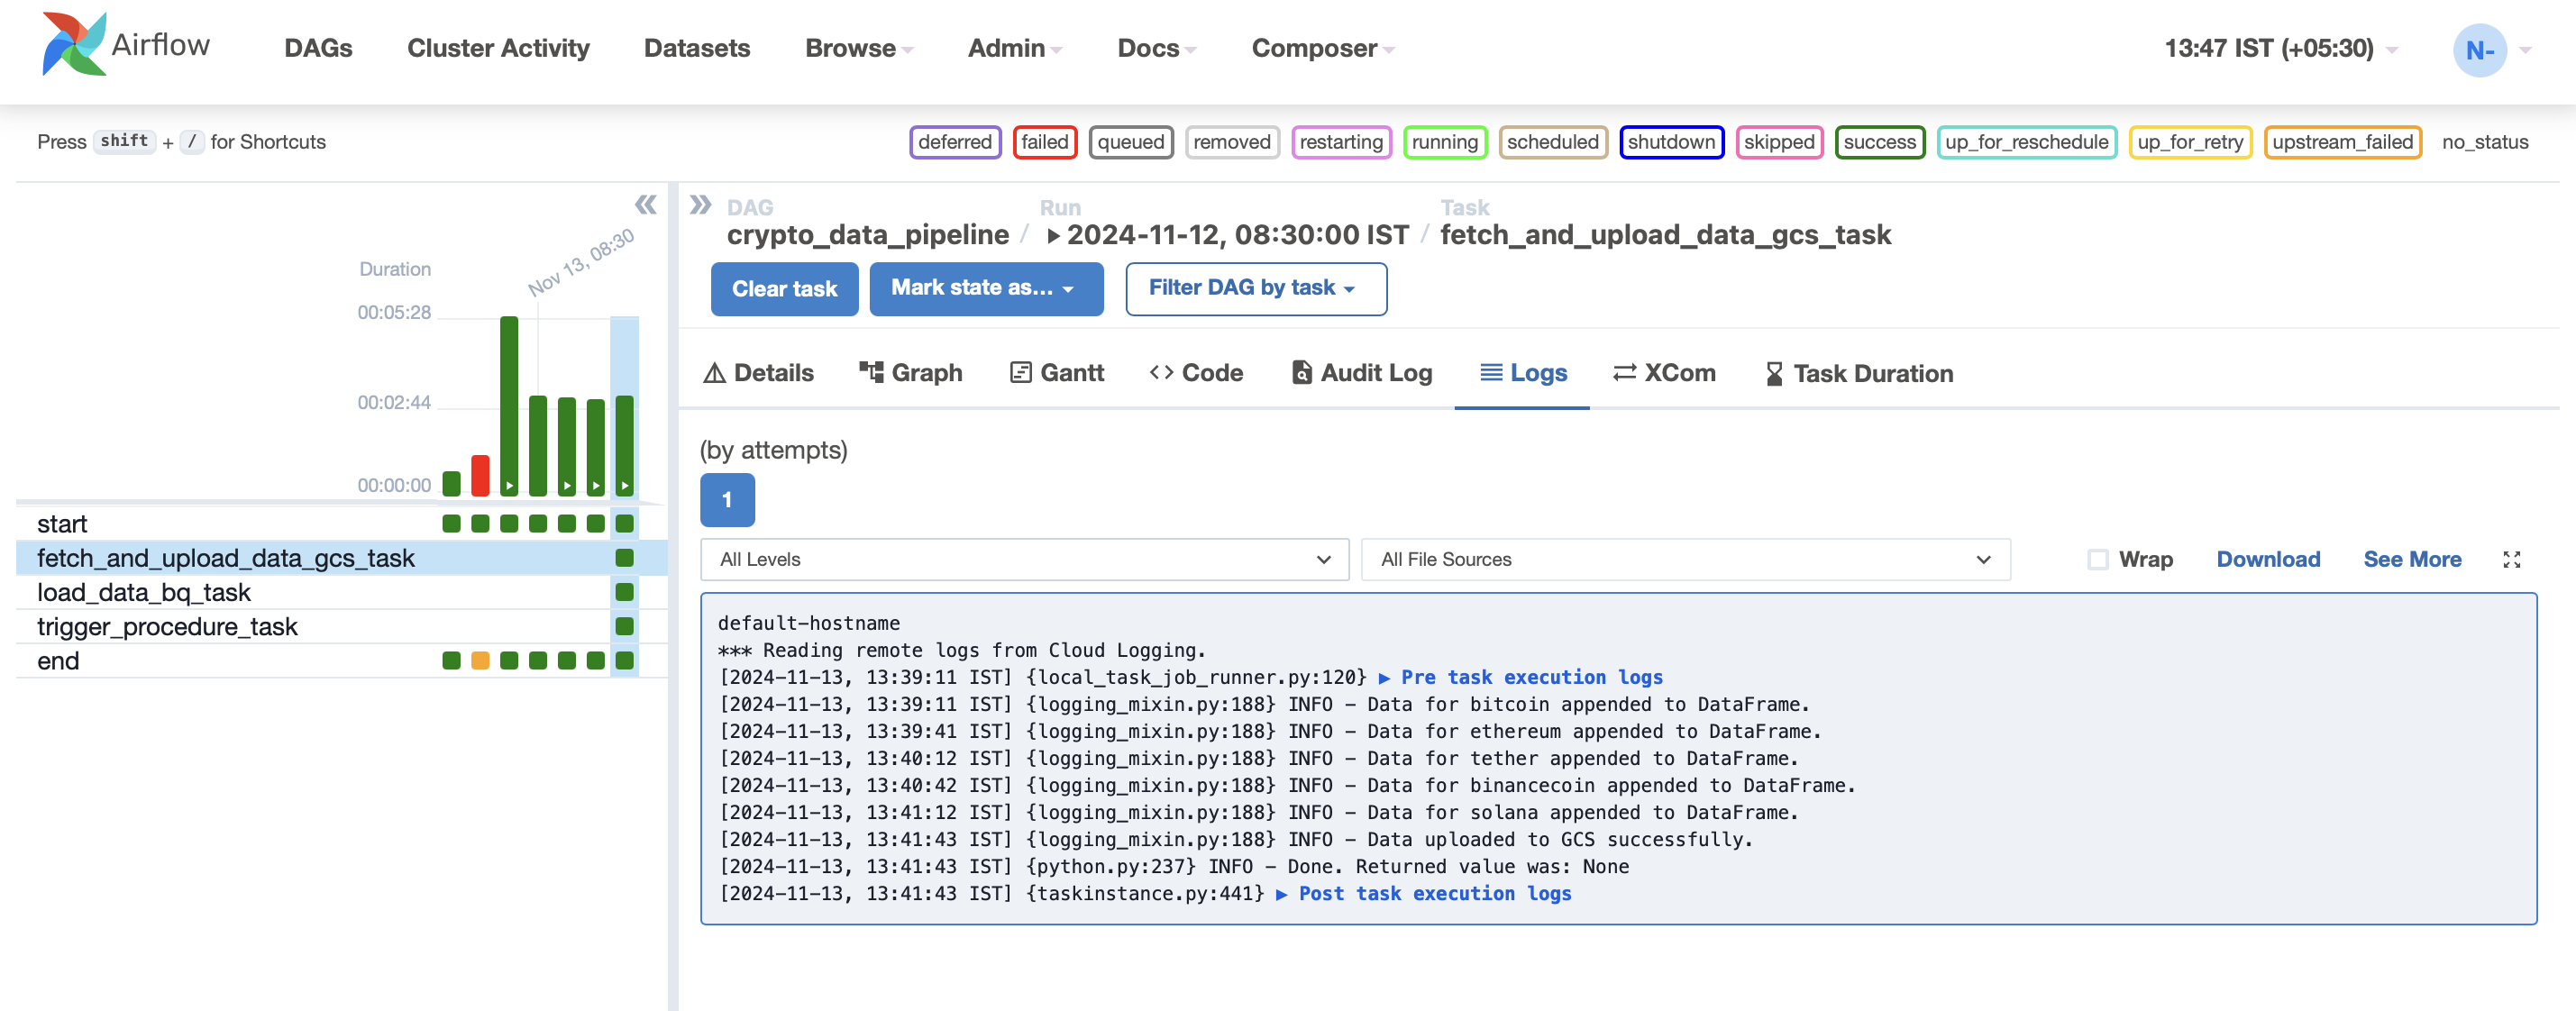 Airflow DAGs Cluster Activity Datasets Browse Admin Docs Composer 13:47 IST (+05:30) N-
Press shift + / for Shortcuts deferred failed queued removed restarting running scheduled shutdown skipped success up_for_reschedule up_for_retry upstream_failed no_status
Duration
Nov 13, 08:30
00:05:28
00:02:44
00:00:00
start
fetch_and_upload_data_gcs_task
load_data_bq_task
trigger_procedure_task
end
DAG Run Task
crypto_data_pipeline / 2024-11-12, 08:30:00 IST / fetch_and_upload_data_gcs_task
Clear task Mark state as... Filter DAG by task
Details Graph Gantt Code Audit Log Logs XCom Task Duration
(by attempts)
1
All Levels All File Sources Wrap Download See More
default-hostname
*** Reading remote logs from Cloud Logging.
[2024-11-13, 13:39:11 IST] {local_task_job_runner.py:120} ▶ Pre task execution logs
[2024-11-13, 13:39:11 IST] {logging_mixin.py:188} INFO - Data for bitcoin appended to DataFrame.
[2024-11-13, 13:39:41 IST] {logging_mixin.py:188} INFO - Data for ethereum appended to DataFrame.
[2024-11-13, 13:40:12 IST] {logging_mixin.py:188} INFO - Data for tether appended to DataFrame.
[2024-11-13, 13:40:42 IST] {logging_mixin.py:188} INFO - Data for binancecoin appended to DataFrame.
[2024-11-13, 13:41:12 IST] {logging_mixin.py:188} INFO - Data for solana appended to DataFrame.
[2024-11-13, 13:41:43 IST] {logging_mixin.py:188} INFO - Data uploaded to GCS successfully.
[2024-11-13, 13:41:43 IST] {python.py:237} INFO - Done. Returned value was: None
[2024-11-13, 13:41:43 IST] {taskinstance.py:441} ▶ Post task execution logs